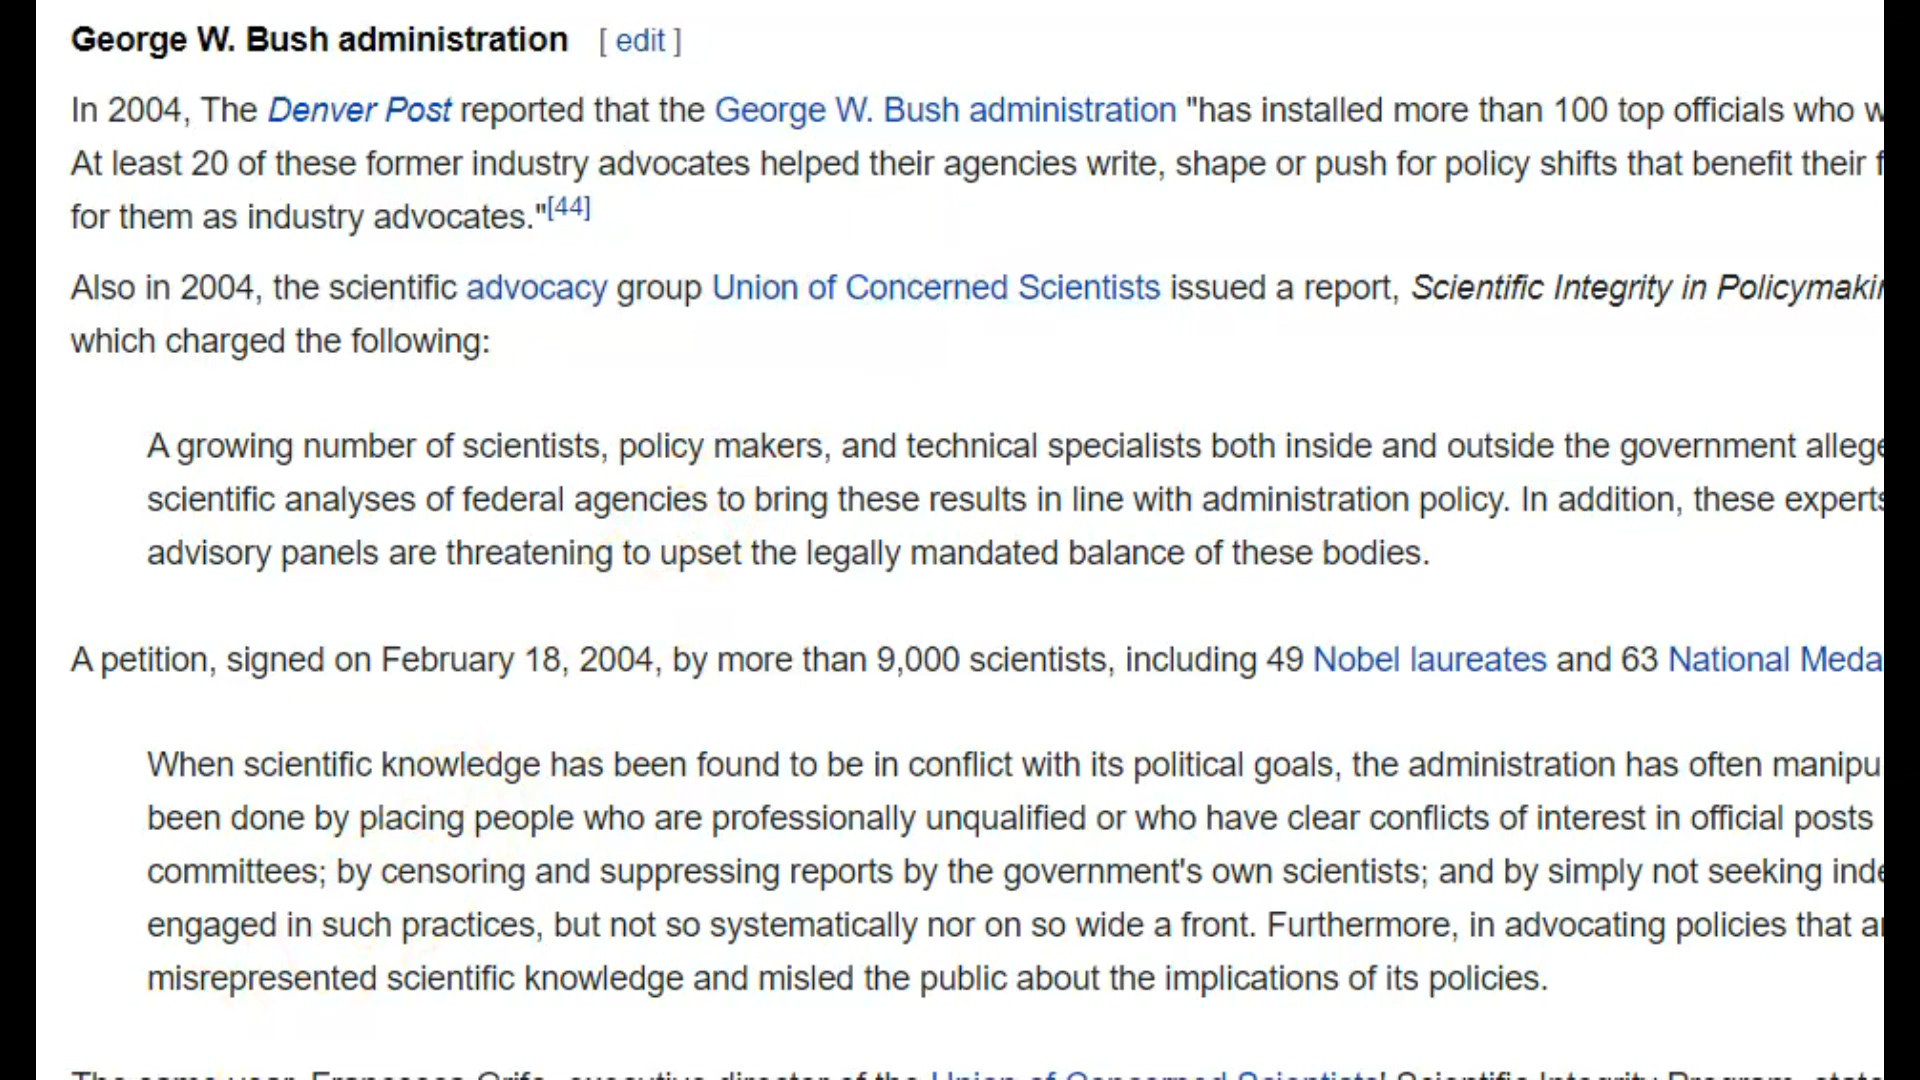 George W. Bush administration [ edit ]
In 2004, The Denver Post reported that the George W. Bush administration "has installed more than 100 top officials who
At least 20 of these former industry advocates helped their agencies write, shape or push for policy shifts that benefit their
for them as industry advocates."[44]
Also in 2004, the scientific advocacy group Union of Concerned Scientists issued a report, Scientific Integrity in
which charged the following:
A growing number of scientists, policy makers, and technical specialists both inside and outside the government
scientific analyses of federal agencies to bring these results in line with administration policy. In addition, these experts
advisory panels are threatening to upset the legally mandated balance of these bodies.
A petition, signed on February 18, 2004, by more than 9,000 scientists, including 49 Nobel laureates and 63 National
When scientific knowledge has been found to be in conflict with its political goals, the administration has often
been done by placing people who are professionally unqualified or who have clear conflicts of interest in official posts
committees; by censoring and suppressing reports by the government's own scientists; and by simply not seeking
engaged in such practices, but not so systematically nor on so wide a front. Furthermore, in advocating policies that
misrepresented scientific knowledge and misled the public about the implications of its policies.